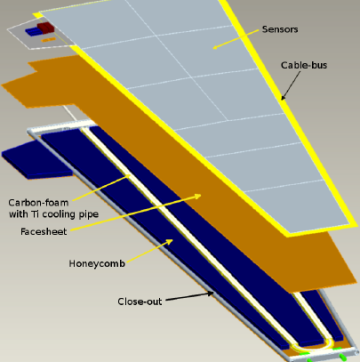 Sensors
Cable-bus
Carbon-foam
with Ti cooling pipe
Facesheet
Honeycomb
Close-out